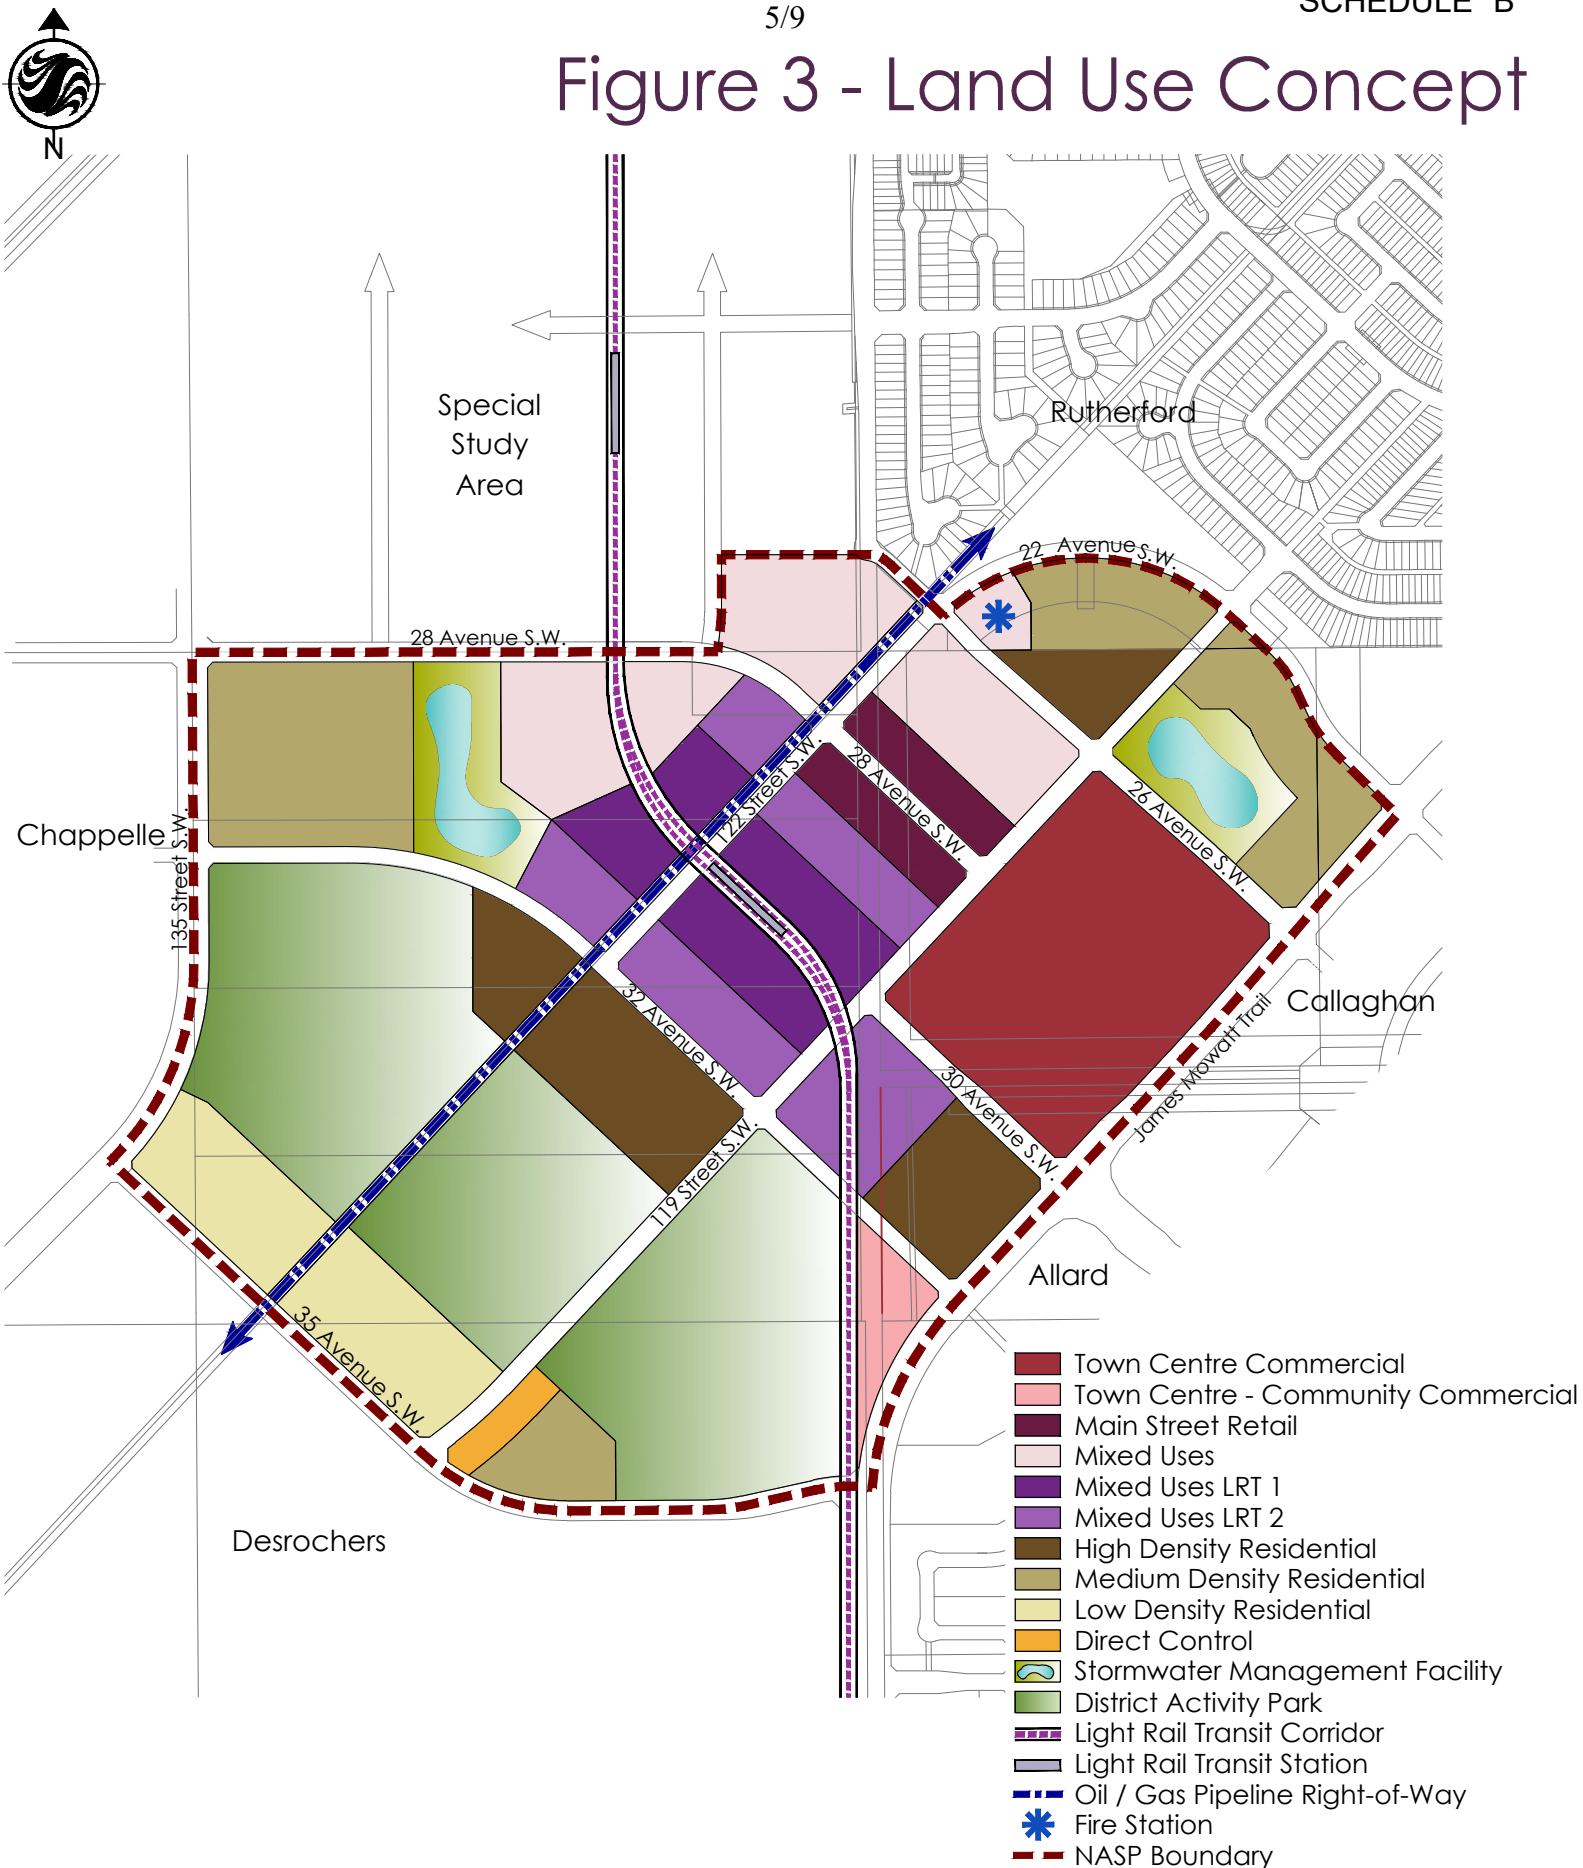 5/9
SCHEDULE "B"
Figure 3 - Land Use Concept
N
Special
Study
Area
Rutherford
22 Avenue S.W.
28 Avenue S.W.
122 Street S.W.
28 Avenue S.W.
26 Avenue S.W.
Chappelle
135 Street S.W.
32 Avenue S.W.
Callaghan
James Mowatt Trail
30 Avenue S.W.
119 Street S.W.
Allard
35 Avenue S.W.
Desrochers
Town Centre Commercial
Town Centre - Community Commercial
Main Street Retail
Mixed Uses
Mixed Uses LRT 1
Mixed Uses LRT 2
High Density Residential
Medium Density Residential
Low Density Residential
Direct Control
Stormwater Management Facility
District Activity Park
Light Rail Transit Corridor
Light Rail Transit Station
Oil / Gas Pipeline Right-of-Way
Fire Station
NASP Boundary